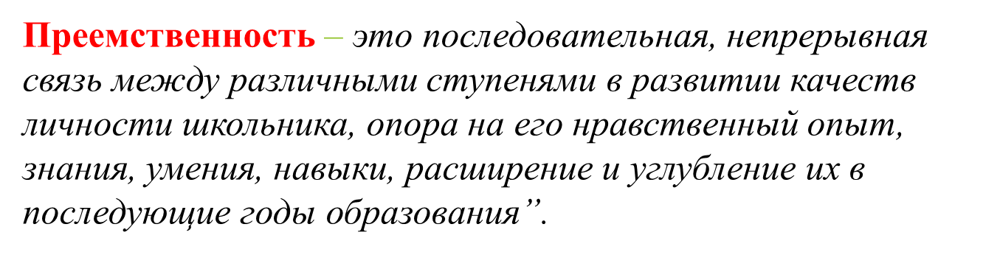 Преемственность – это последовательная, непрерывная
связь между различными ступенями в развитии качеств
личности школьника, опора на его нравственный опыт,
знания, умения, навыки, расширение и углубление их в
последующие годы образования”.